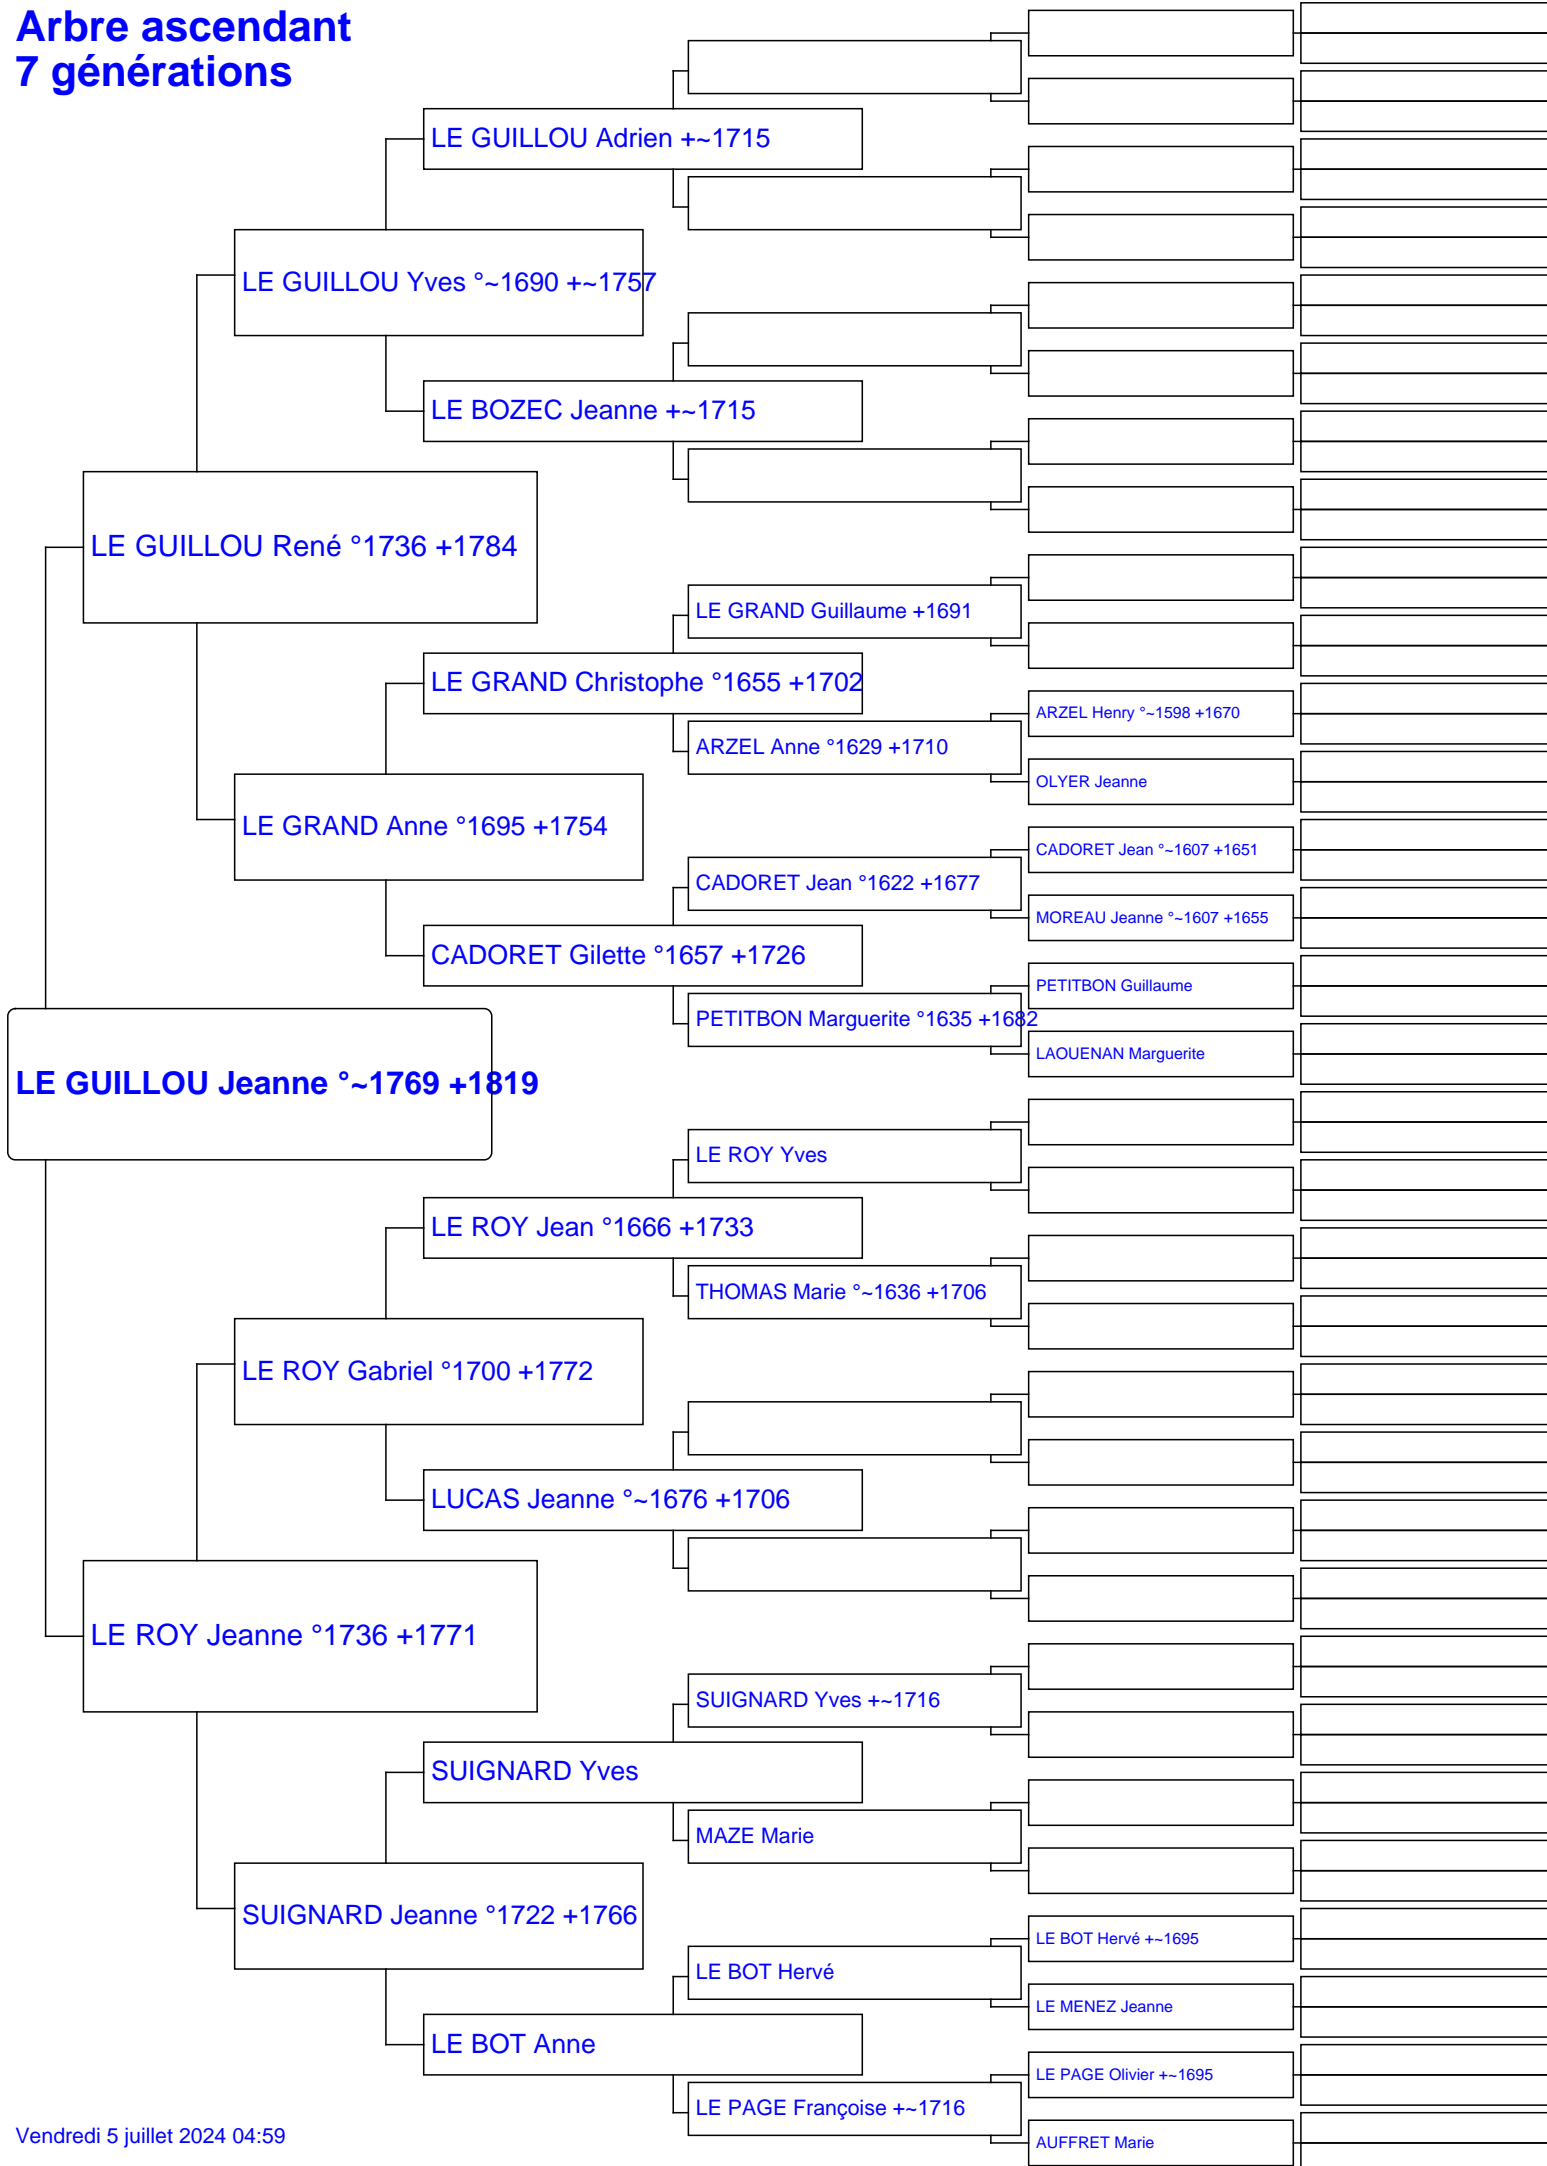 Arbre ascendant
7 générations
LE GUILLOU Adrien +~1715
LE GUILLOU Yves °~1690 +~1757
LE BOZEC Jeanne +~1715
LE GUILLOU René °1736 +1784
LE GRAND Guillaume +1691
LE GRAND Christophe °1655 +1702
ARZEL Henry °~1598 +1670
ARZEL Anne °1629 +1710
OLYER Jeanne
LE GRAND Anne °1695 +1754
CADORET Jean °~1607 +1651
CADORET Jean °1622 +1677
MOREAU Jeanne °~1607 +1655
CADORET Gilette °1657 +1726
PETITBON Guillaume
PETITBON Marguerite °1635 +1682
LAOUENAN Marguerite
LE GUILLOU Jeanne °~1769 +1819
LE ROY Yves
LE ROY Jean °1666 +1733
THOMAS Marie °~1636 +1706
LE ROY Gabriel °1700 +1772
LUCAS Jeanne °~1676 +1706
LE ROY Jeanne °1736 +1771
SUIGNARD Yves +~1716
SUIGNARD Yves
MAZE Marie
SUIGNARD Jeanne °1722 +1766
LE BOT Hervé +~1695
LE BOT Hervé
LE MENEZ Jeanne
LE BOT Anne
LE PAGE Olivier +~1695
LE PAGE Françoise +~1716
AUFFRET Marie
Vendredi 5 juillet 2024 04:59